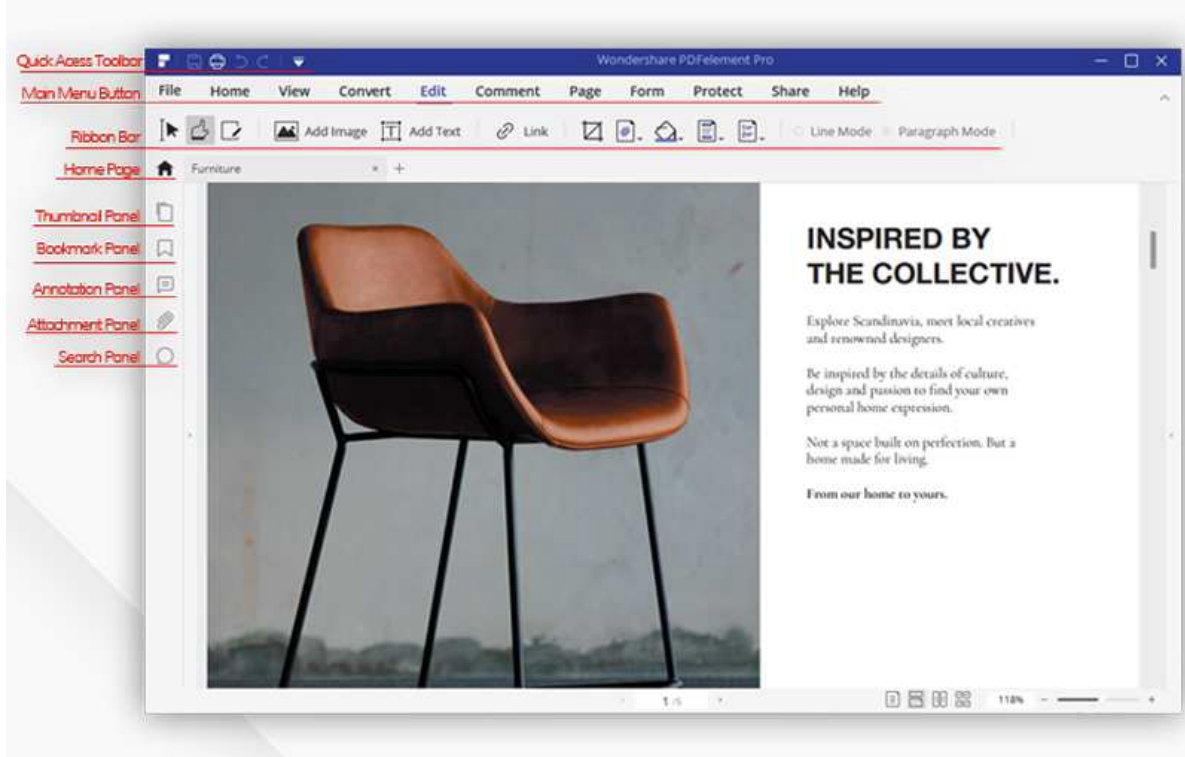 Quick Acess Toolbar
Wondershare PDFelement Pro
Main Menu Button
File Home View Convert Edit Comment Page Form Protect Share Help
Ribbon Bar
Add Image Add Text Link Line Mode Paragraph Mode
Home Page
Furniture
Thumbnail Panel
Bookmark Panel
Annotation Panel
Attachment Panel
Search Panel
INSPIRED BY
THE COLLECTIVE.
Explore Scandinavia, meet local creatives
and renowned designers.
Be inspired by the details of culture,
design and passion to find your own
personal home expression.
Not a space built on perfection. But a
home made for living.
From our home to yours.
1
118%